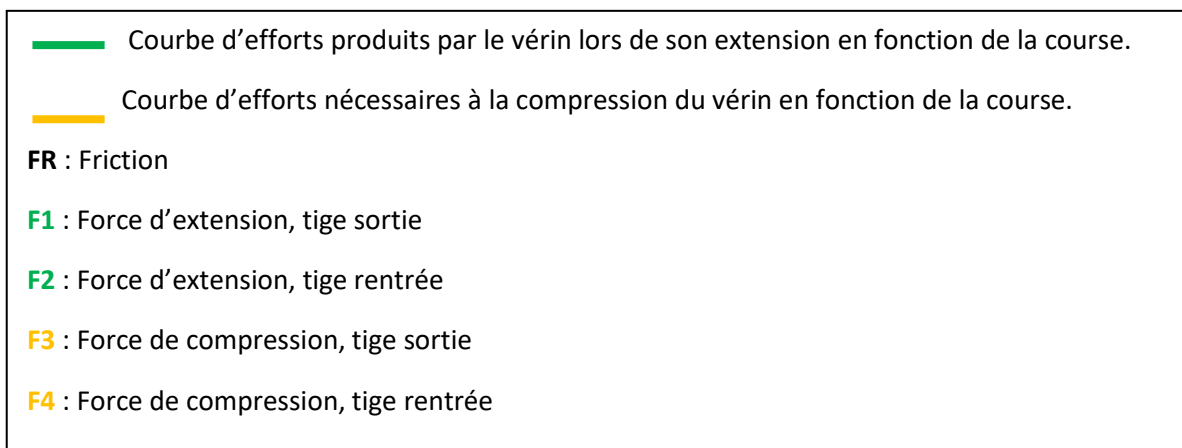 Courbe d’efforts produits par le vérin lors de son extension en fonction de la course.
Courbe d’efforts nécessaires à la compression du vérin en fonction de la course.
FR : Friction
F1 : Force d’extension, tige sortie
F2 : Force d’extension, tige rentrée
F3 : Force de compression, tige sortie
F4 : Force de compression, tige rentrée